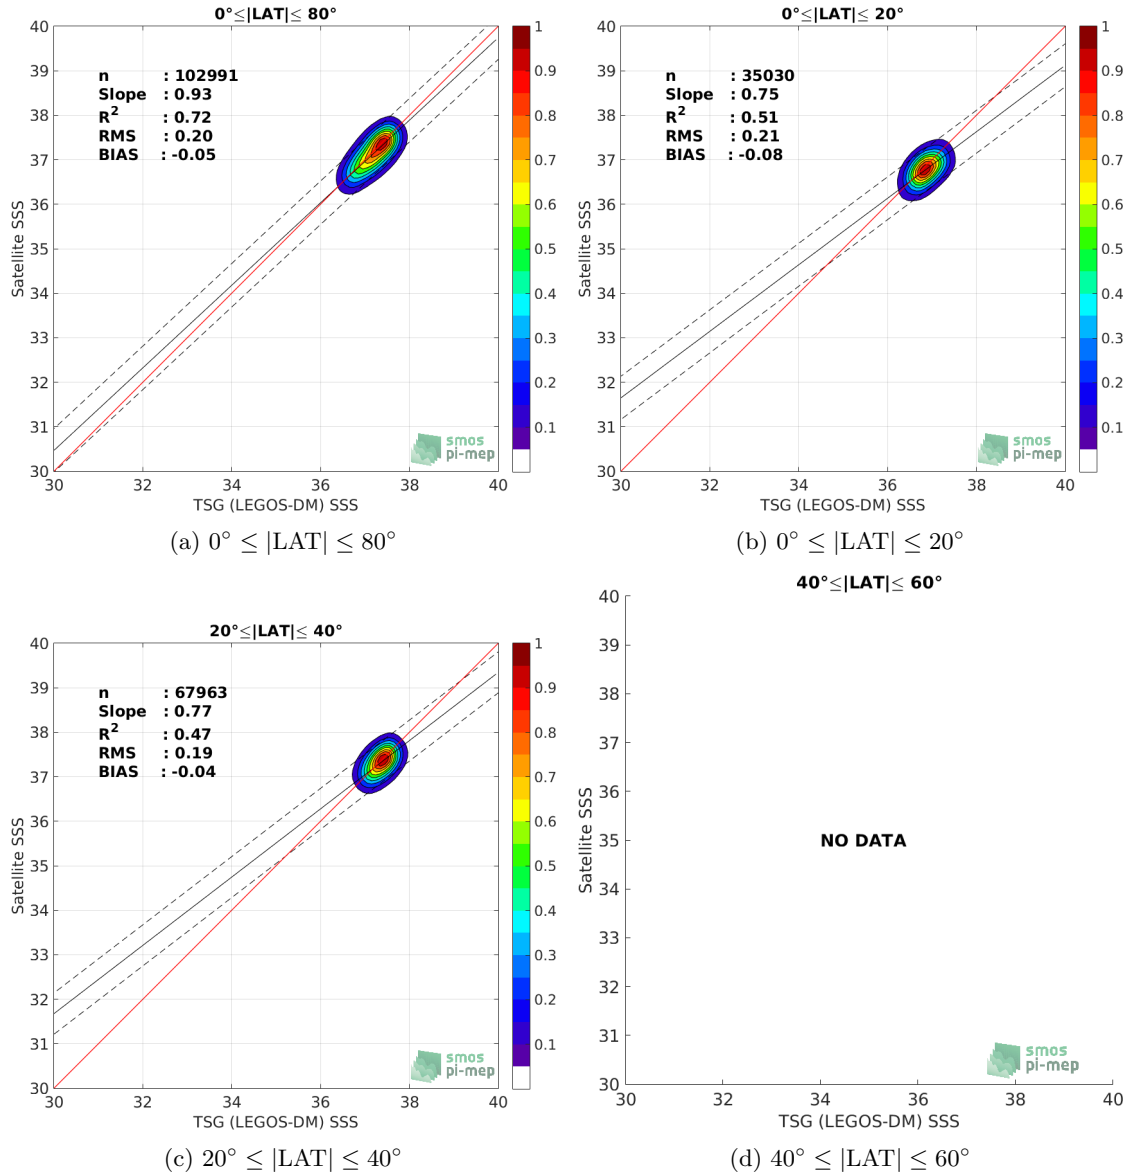 0°≤|LAT|≤ 80°
n : 102991
Slope : 0.93
R2 : 0.72
RMS : 0.20
BIAS : -0.05
40
39
38
37
36
35
34
33
32
31
30
30 32 34 36 38 40
Satellite SSS
TSG (LEGOS-DM) SSS
1
0.9
0.8
0.7
0.6
0.5
0.4
0.3
0.2
0.1
smos
pi-mep
(a) 0° ≤ |LAT| ≤ 80°
0°≤|LAT|≤ 20°
n : 35030
Slope : 0.75
R2 : 0.51
RMS : 0.21
BIAS : -0.08
40
39
38
37
36
35
34
33
32
31
30
30 32 34 36 38 40
Satellite SSS
TSG (LEGOS-DM) SSS
1
0.9
0.8
0.7
0.6
0.5
0.4
0.3
0.2
0.1
smos
pi-mep
(b) 0° ≤ |LAT| ≤ 20°
20°≤|LAT|≤ 40°
n : 67963
Slope : 0.77
R2 : 0.47
RMS : 0.19
BIAS : -0.04
40
39
38
37
36
35
34
33
32
31
30
30 32 34 36 38 40
Satellite SSS
TSG (LEGOS-DM) SSS
1
0.9
0.8
0.7
0.6
0.5
0.4
0.3
0.2
0.1
smos
pi-mep
(c) 20° ≤ |LAT| ≤ 40°
40°≤|LAT|≤ 60°
40
39
38
37
36
35
34
33
32
31
30
30 32 34 36 38 40
Satellite SSS
NO DATA
TSG (LEGOS-DM) SSS
smos
pi-mep
(d) 40° ≤ |LAT| ≤ 60°